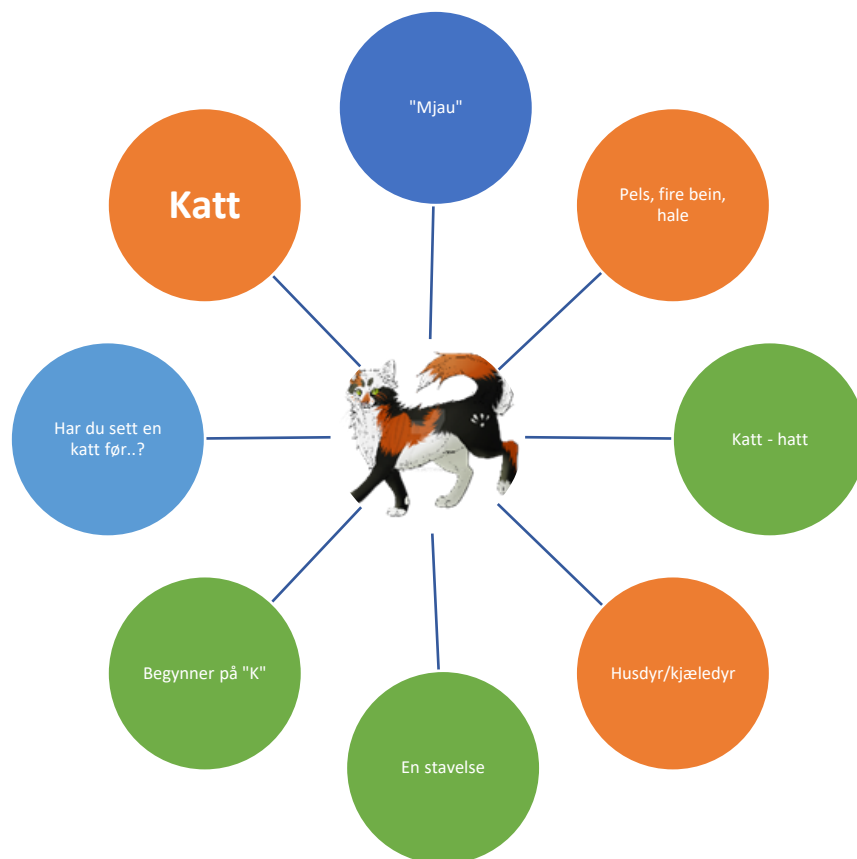 "Mjau"
Pels, fire bein,
hale
Katt - hatt
Husdyr/kjæledyr
En stavelse
Begynner på "K"
Har du sett en
katt før..?
Katt